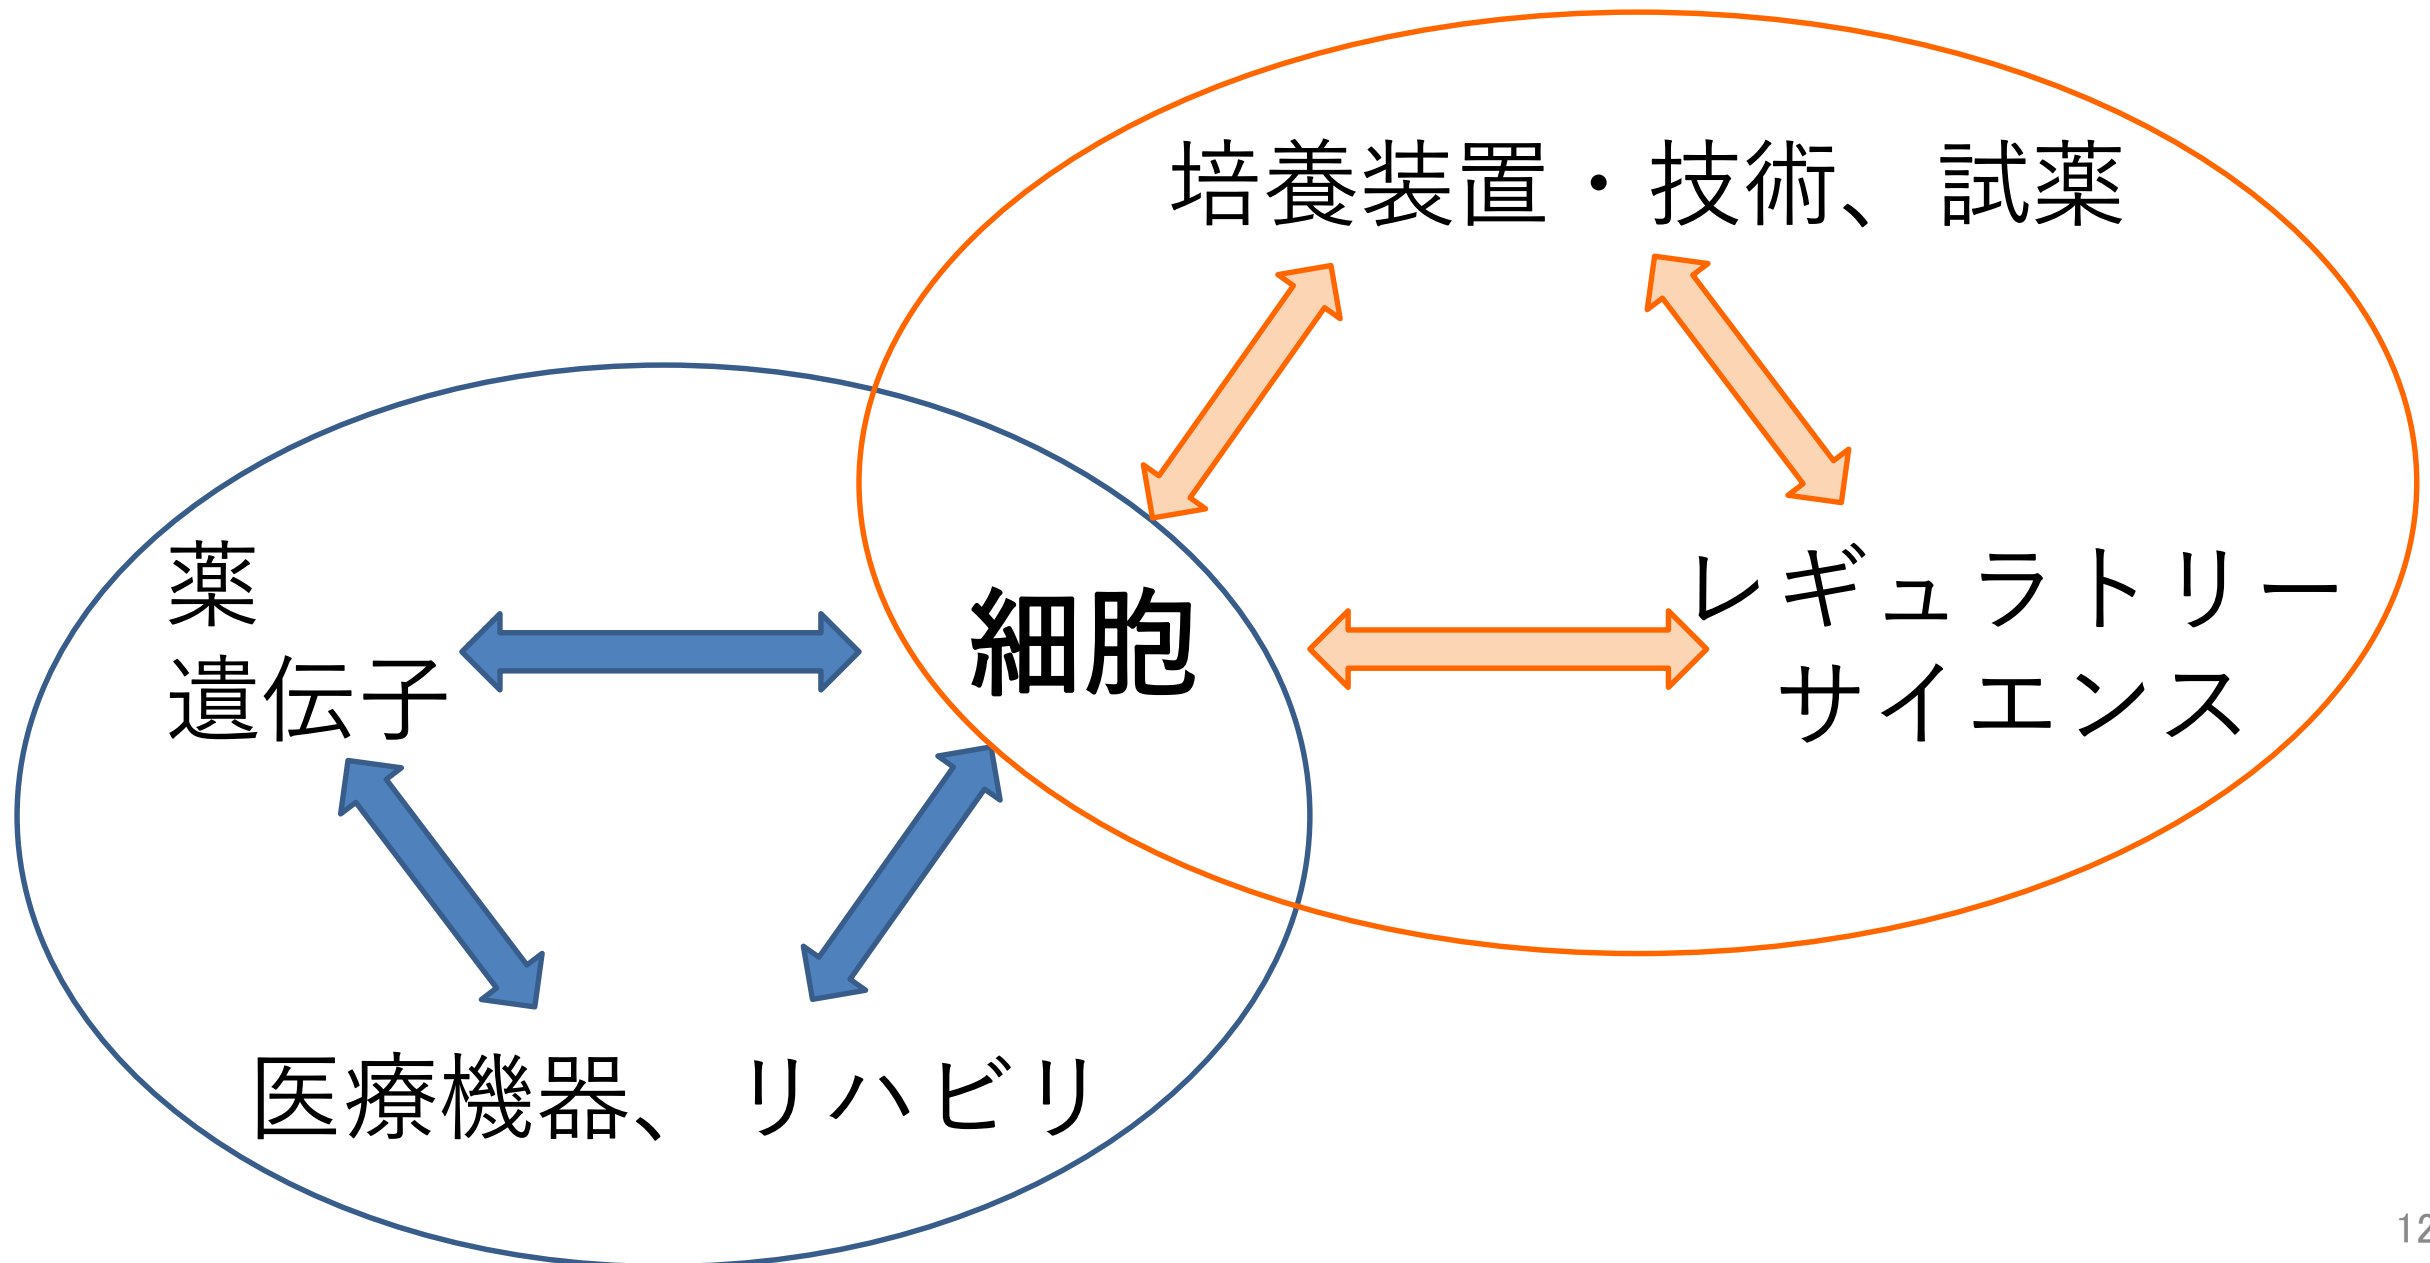 培養装置・技術、試薬
薬
遺伝子
細胞
レギュラトリー
サイエンス
医療機器、リハビリ
12